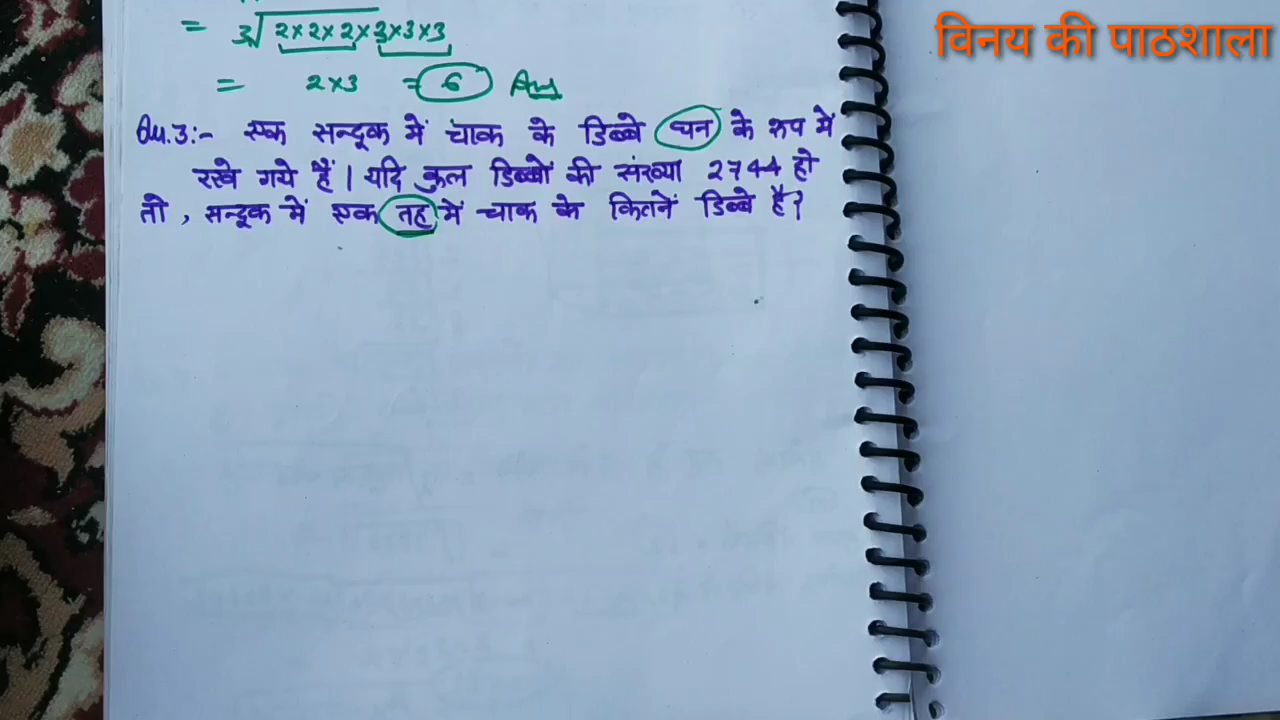 विनय की पाठशाला
= 3√2×2×2×3×3×3
= 2×3 = 6 Ans
Qu.3:- एक सन्दूक में चाक के डिब्बे घन के रूप में
रखे गये हैं। यदि कुल डिब्बों की संख्या 2744 हो
तो, सन्दूक में एक तह में चाक के कितनें डिब्बे है?